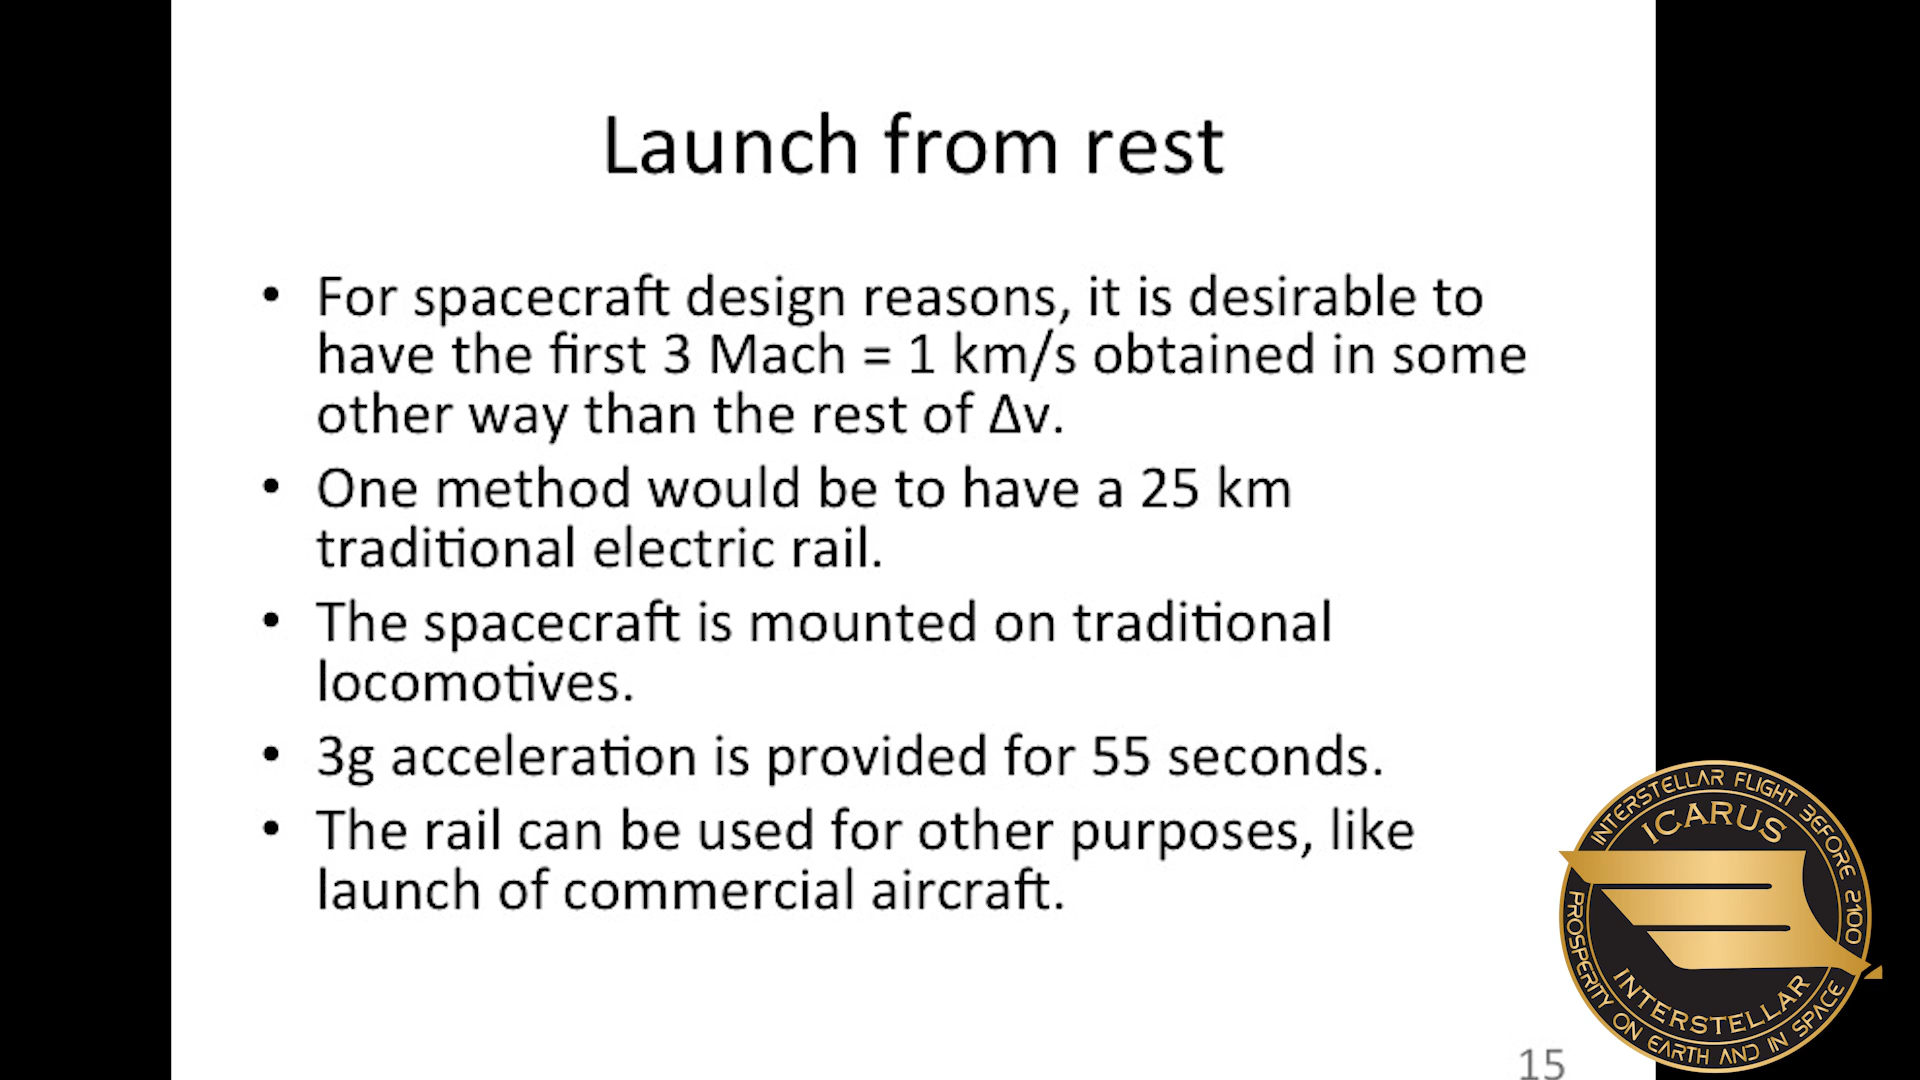 Launch from rest
• For spacecraft design reasons, it is desirable to
have the first 3 Mach = 1 km/s obtained in some
other way than the rest of Δv.
• One method would be to have a 25 km
traditional electric rail.
• The spacecraft is mounted on traditional
locomotives.
• 3g acceleration is provided for 55 seconds.
• The rail can be used for other purposes, like
launch of commercial aircraft.
INTERSTELLAR FLIGHT BEFORE 2100
ICARUS
INTERSTELLAR
PROSPERITY ON EARTH AND IN SPACE
15